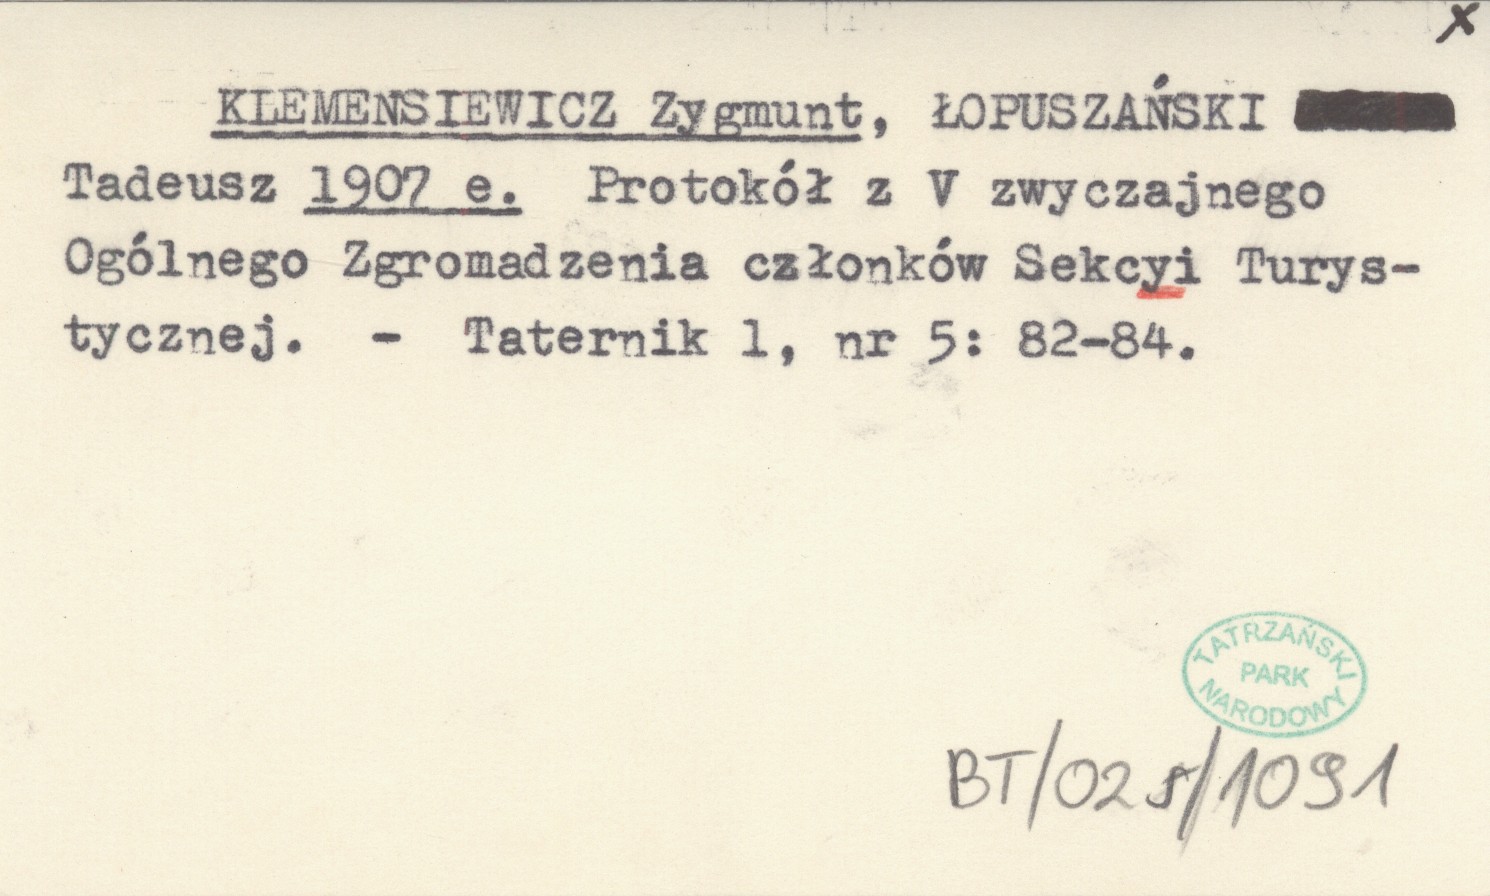 x
KLEMENSIEWICZ Zygmunt, ŁOPUSZAŃSKI
Tadeusz 1907 e. Protokół z V zwyczajnego
Ogólnego Zgromadzenia członków Sekcyi Turys-
tycznej. - Taternik 1, nr 5: 82-84.
TATRZAŃSKI
PARK
NARODOWY
BT/025/1091